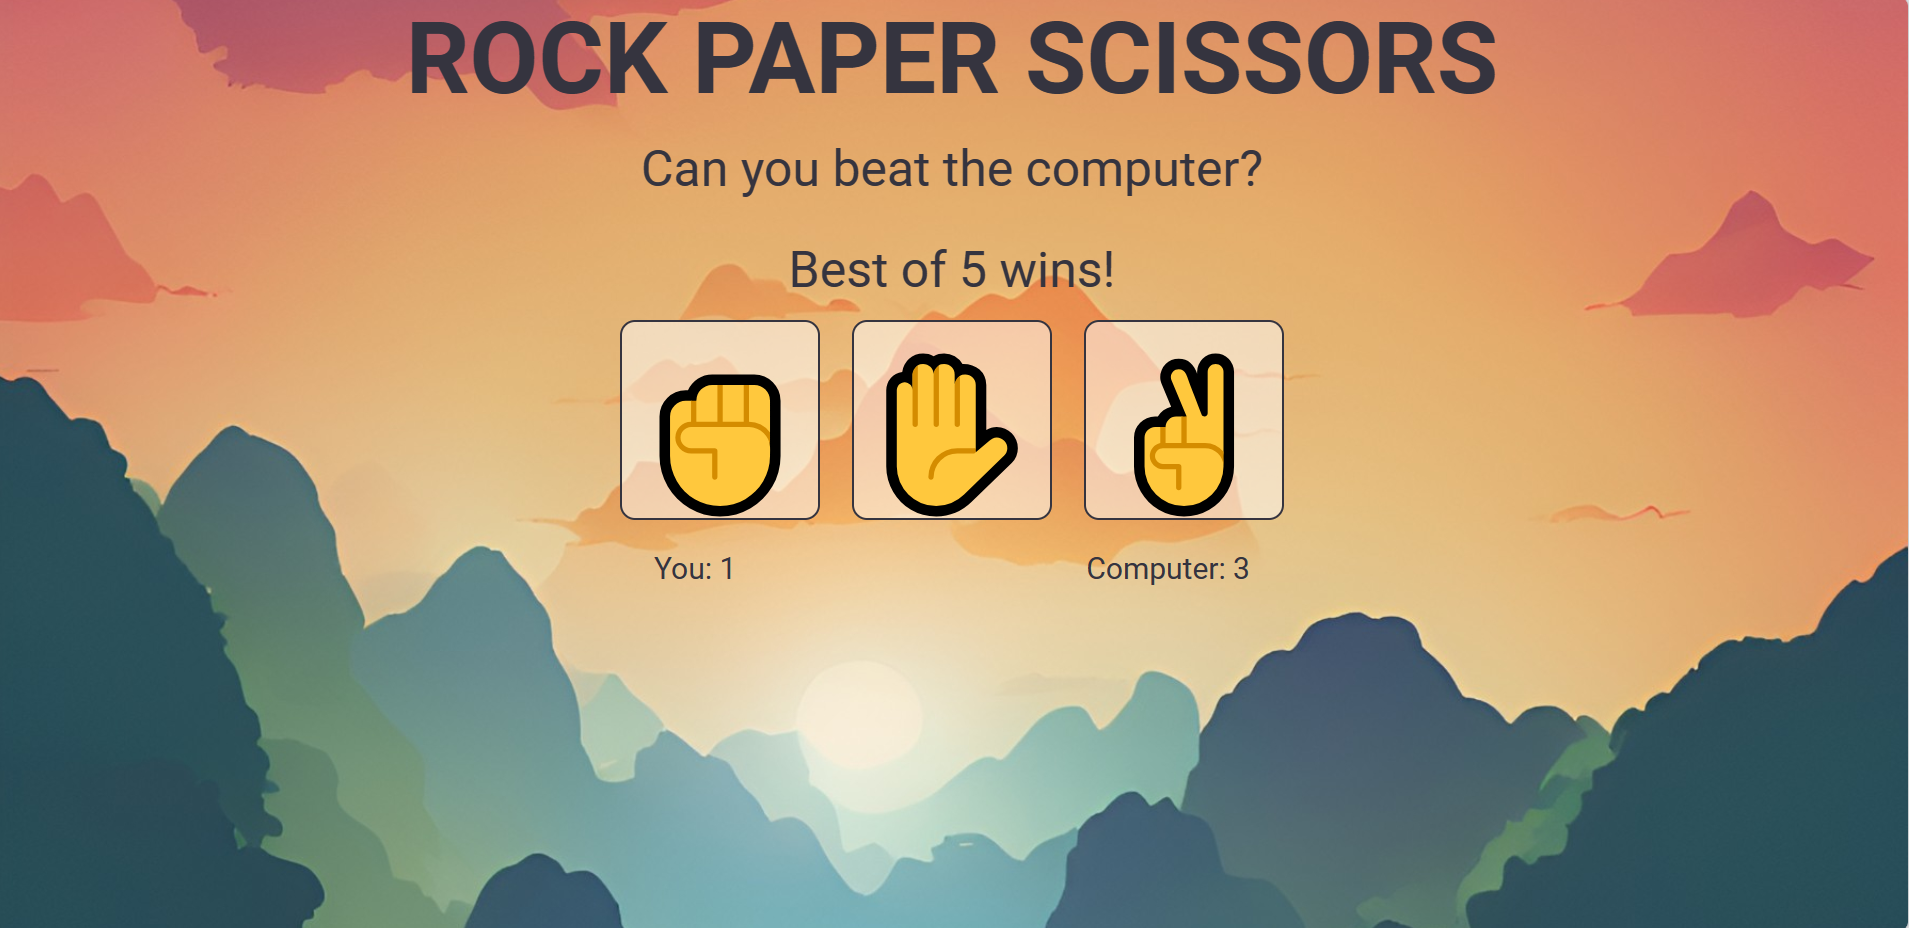 ROCK PAPER SCISSORS
Can you beat the computer?
Best of 5 wins!
You: 1
Computer: 3